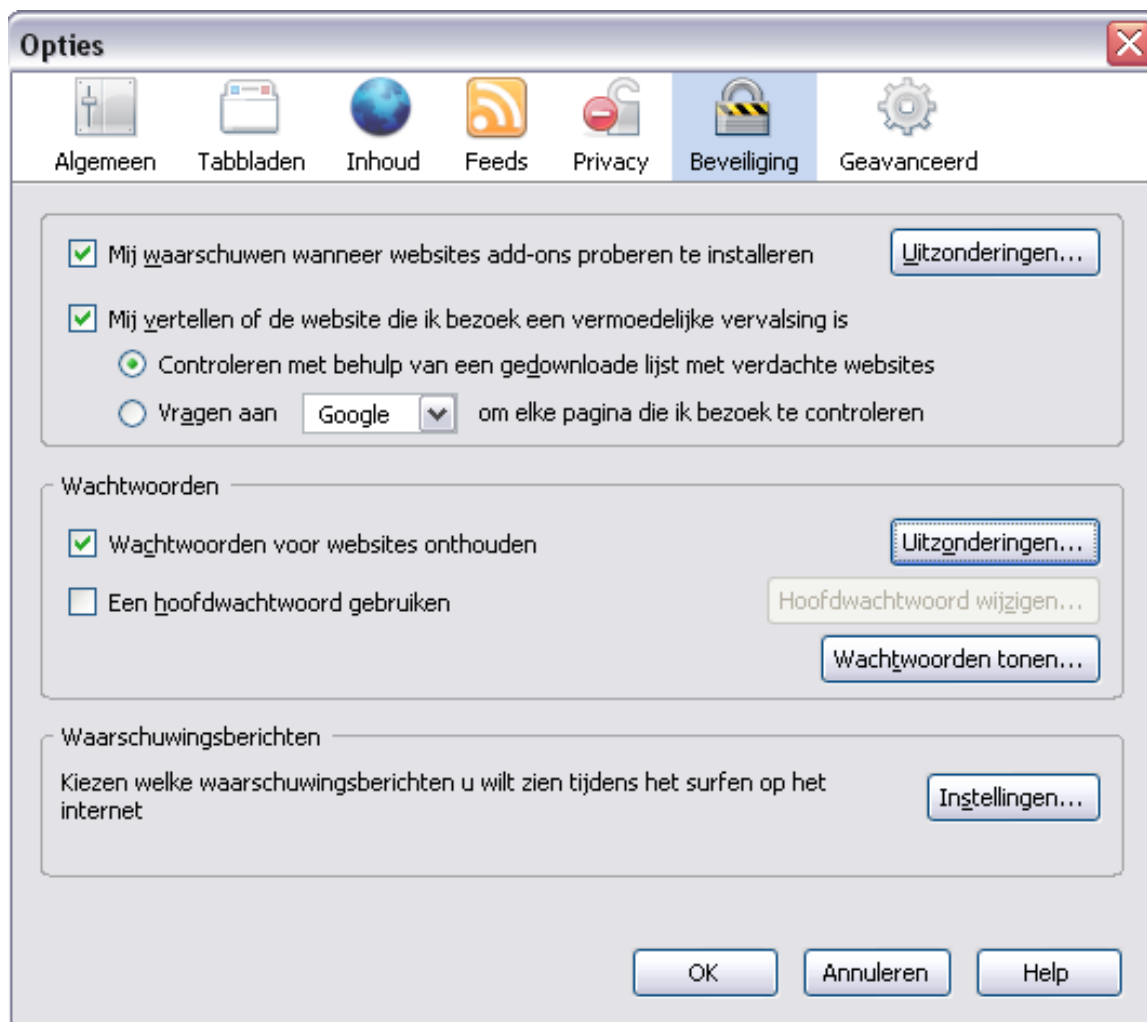 Opties
Algemeen Tabbladen Inhoud Feeds Privacy Beveiliging Geavanceerd
Mij waarschuwen wanneer websites add-ons proberen te installeren Uitzonderingen...
Mij vertellen of de website die ik bezoek een vermoedelijke vervalsing is
Controleren met behulp van een gedownloade lijst met verdachte websites
Vragen aan Google om elke pagina die ik bezoek te controleren
Wachtwoorden
Wachtwoorden voor websites onthouden Uitzonderingen...
Een hoofdwachtwoord gebruiken Hoofdwachtwoord wijzigen...
Wachtwoorden tonen...
Waarschuwingsberichten
Kiezen welke waarschuwingsberichten u wilt zien tijdens het surfen op het
internet
Instellingen...
OK Annuleren Help